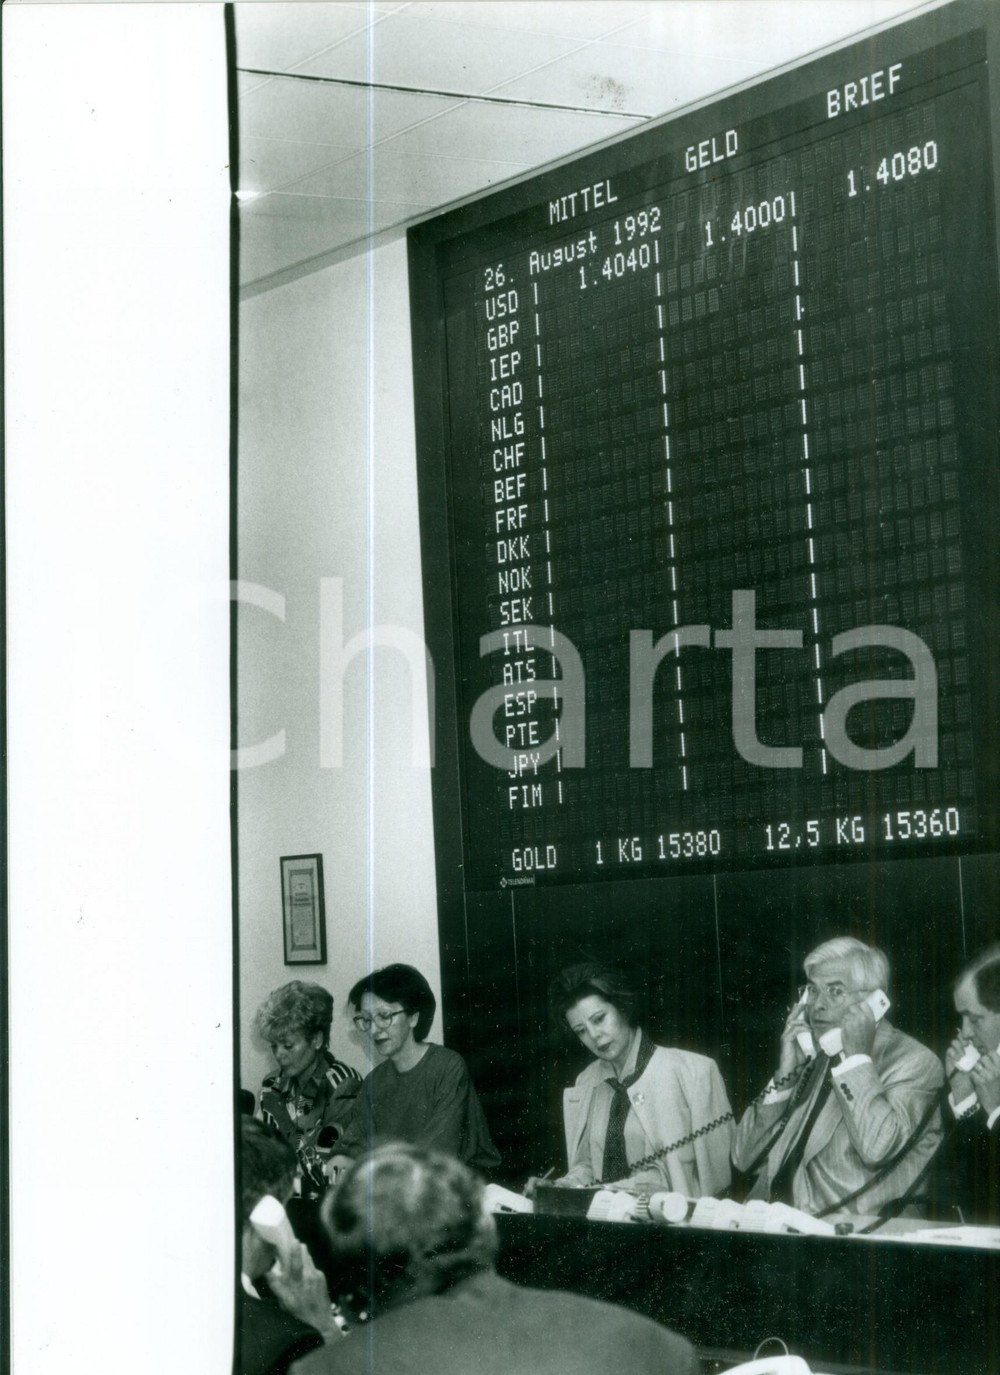 MITTEL GELD BRIEF
26. August 1992
USD 1.4040 1.4000 1.4080
GBP
IEP
CAD
NLG
CHF
BEF
FRF
DKK
NOK
SEK
ITL
ATS
ESP
PTE
JPY
FIM
GOLD 1 KG 15380 12,5 KG 15360
Charta